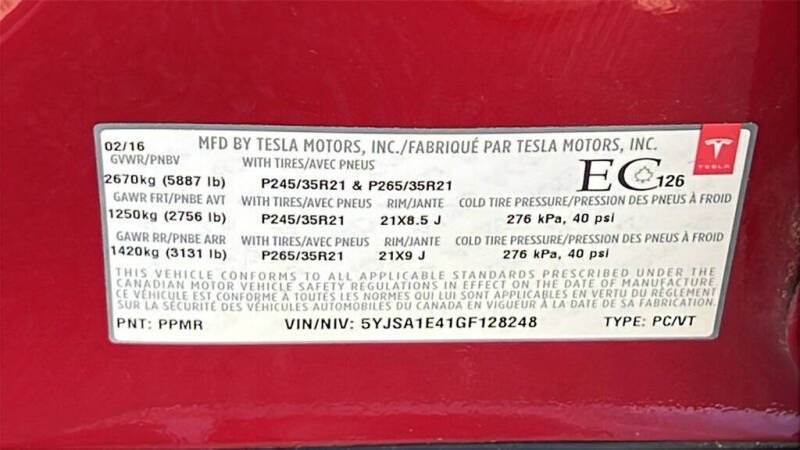 02/16 MFD BY TESLA MOTORS, INC./FABRIQUÉ PAR TESLA MOTORS, INC.
GVWR/PNBV WITH TIRES/AVEC PNEUS
2670kg (5887 lb) P245/35R21 & P265/35R21 EC 126
TESLA
GAWR FRT/PNBE AVT WITH TIRES/AVEC PNEUS RIM/JANTE COLD TIRE PRESSURE/PRESSION DES PNEUS À FROID
1250kg (2756 lb) P245/35R21 21X8.5 J 276 kPa, 40 psi
GAWR RR/PNBE ARR WITH TIRES/AVEC PNEUS RIM/JANTE COLD TIRE PRESSURE/PRESSION DES PNEUS À FROID
1420kg (3131 lb) P265/35R21 21X9 J 276 kPa, 40 psi
THIS VEHICLE CONFORMS TO ALL APPLICABLE STANDARDS PRESCRIBED UNDER THE
CANADIAN MOTOR VEHICLE SAFETY REGULATIONS IN EFFECT ON THE DATE OF MANUFACTURE
CE VÉHICULE EST CONFORME A TOUTES LES NORMES QUI LUI SONT APPLICABLES EN VERTU DU RÈGLEMENT
SUR LA SÉCURITÉ DES VÉHICULES AUTOMOBILES DU CANADA EN VIGUEUR À LA DATE DE SA FABRICATION.
PNT: PPMR VIN/NIV: 5YJSA1E41GF128248 TYPE: PC/VT